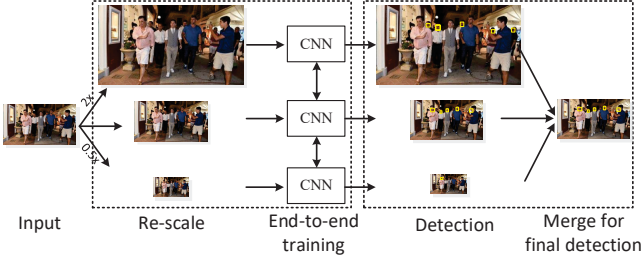 2x
0.5x
CNN
CNN
CNN
Input
Re-scale
End-to-end
training
Detection
Merge for
final detection